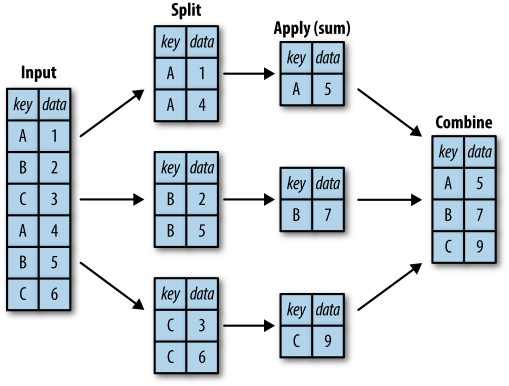 Input
key data
A 1
B 2
C 3
A 4
B 5
C 6
Split
key data
A 1
A 4
key data
B 2
B 5
key data
C 3
C 6
Apply (sum)
key data
A 5
key data
B 7
key data
C 9
Combine
key data
A 5
B 7
C 9